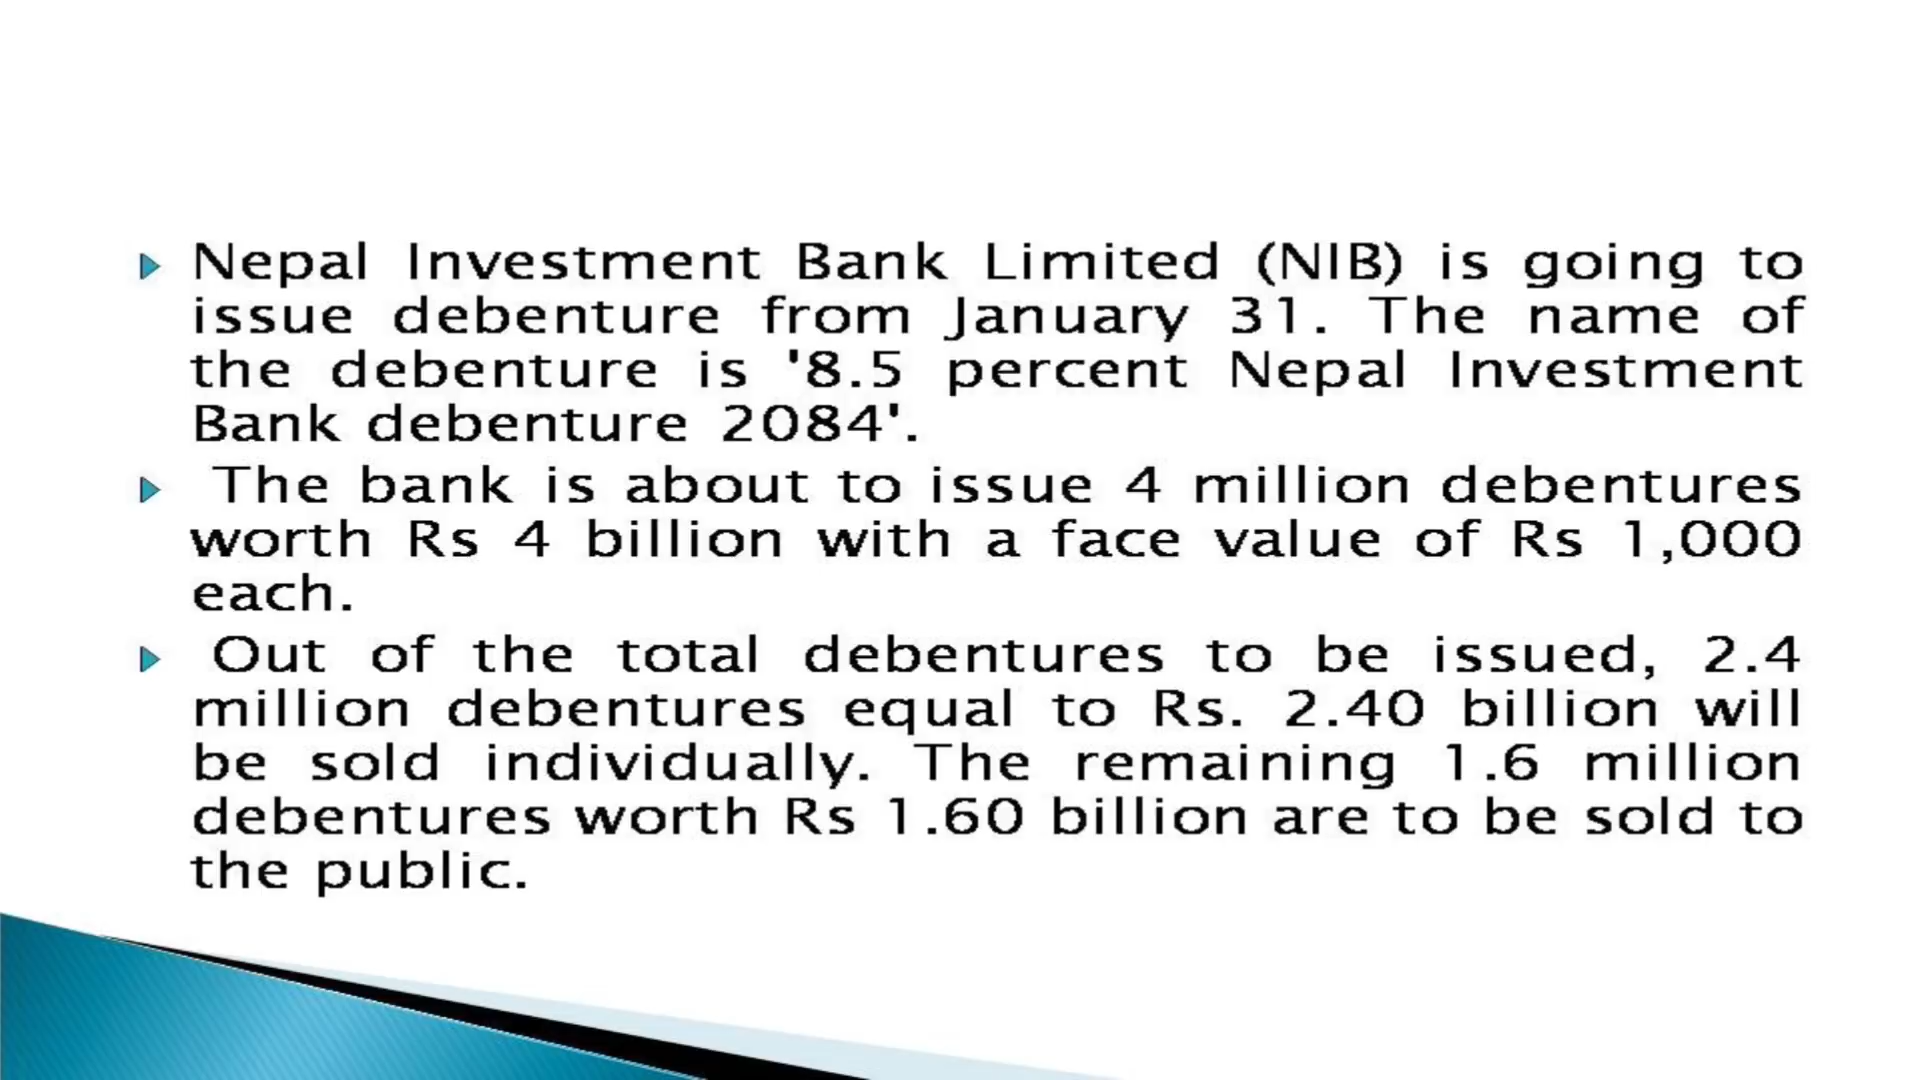 Nepal Investment Bank Limited (NIB) is going to
issue debenture from January 31. The name of
the debenture is '8.5 percent Nepal Investment
Bank debenture 2084'.
The bank is about to issue 4 million debentures
worth Rs 4 billion with a face value of Rs 1,000
each.
Out of the total debentures to be issued, 2.4
million debentures equal to Rs. 2.40 billion will
be sold individually. The remaining 1.6 million
debentures worth Rs 1.60 billion are to be sold to
the public.